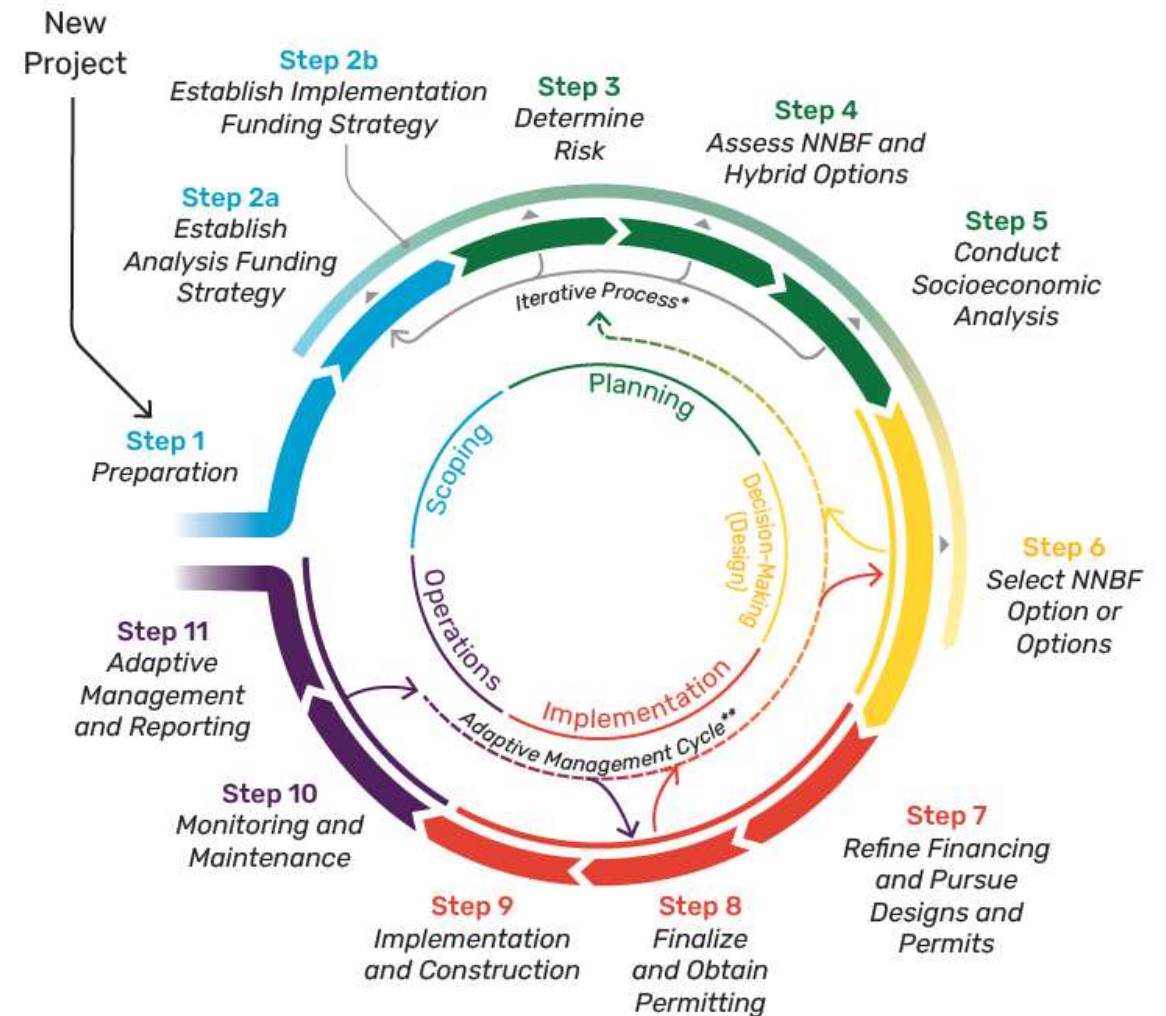 New
Project
Step 2b
Establish Implementation
Funding Strategy
Step 3
Determine
Risk
Step 4
Assess NNBF and
Hybrid Options
Step 2a
Establish
Analysis Funding
Strategy
Step 5
Conduct
Socioeconomic
Analysis
Iterative Process*
Step 1
Preparation
Planning
Scoping
Decision-Making
(Design)
Operations
Implementation
Adaptive Management Cycle**
Step 6
Select NNBF
Option or
Options
Step 11
Adaptive
Management
and Reporting
Step 10
Monitoring and
Maintenance
Step 7
Refine Financing
and Pursue
Designs and
Permits
Step 9
Implementation
and Construction
Step 8
Finalize
and Obtain
Permitting